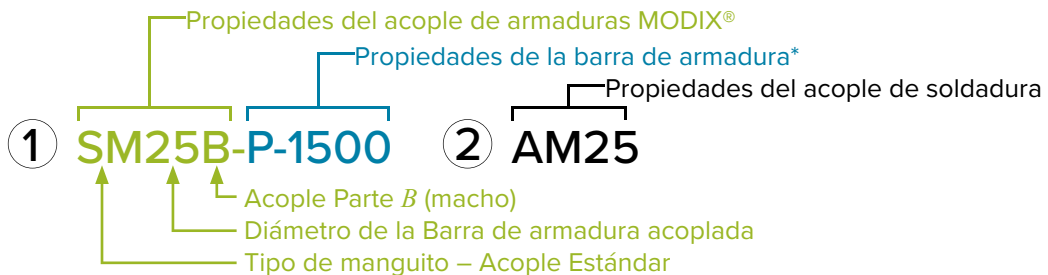 Propiedades del acople de armaduras MODIX®
Propiedades de la barra de armadura*
Propiedades del acople de soldadura
1 SM25B-P-1500 2 AM25
Acople Parte B (macho)
Diámetro de la Barra de armadura acoplada
Tipo de manguito – Acople Estándar